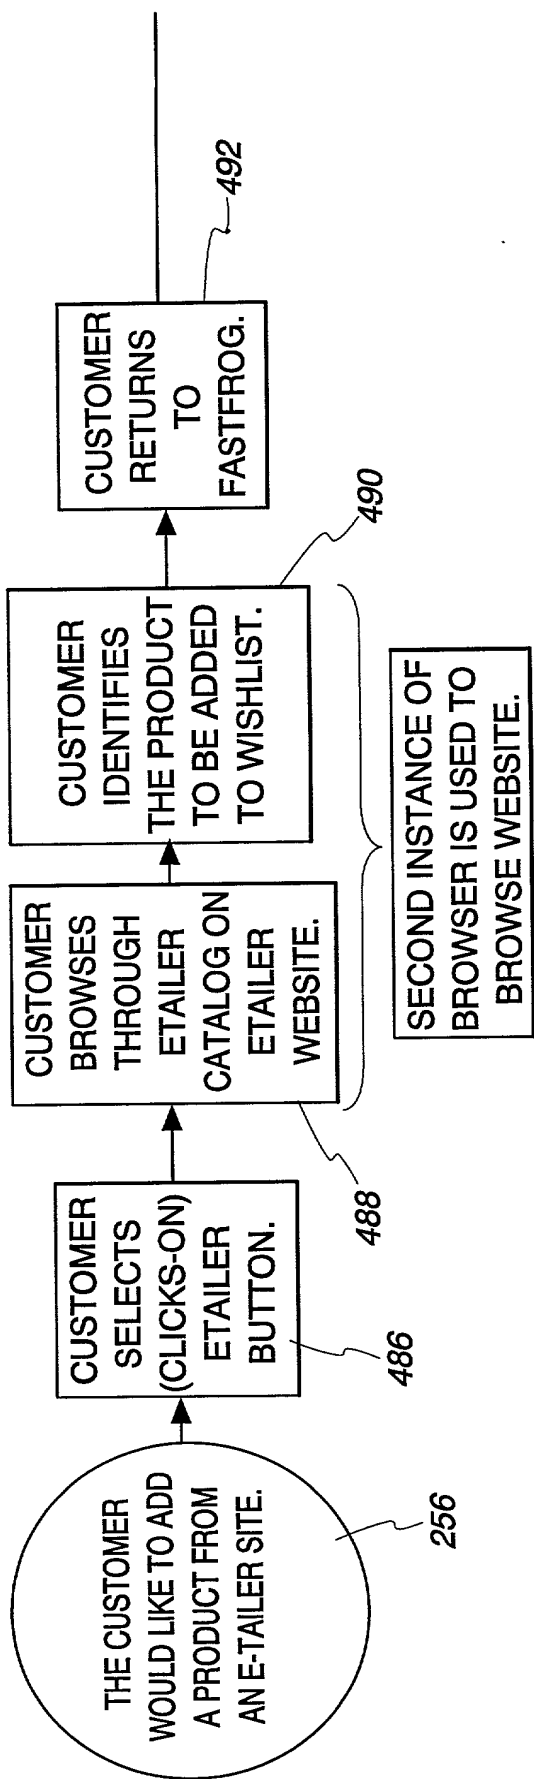 THE CUSTOMER
WOULD LIKE TO ADD
A PRODUCT FROM
AN E-TAILER SITE.
256
CUSTOMER
SELECTS
(CLICKS-ON)
ETAILER
BUTTON.
486
CUSTOMER
BROWSES
THROUGH
ETAILER
CATALOG ON
ETAILER
WEBSITE.
488
CUSTOMER
IDENTIFIES
THE PRODUCT
TO BE ADDED
TO WISHLIST.
490
SECOND INSTANCE OF
BROWSER IS USED TO
BROWSE WEBSITE.
CUSTOMER
RETURNS
TO
FASTFROG.
492